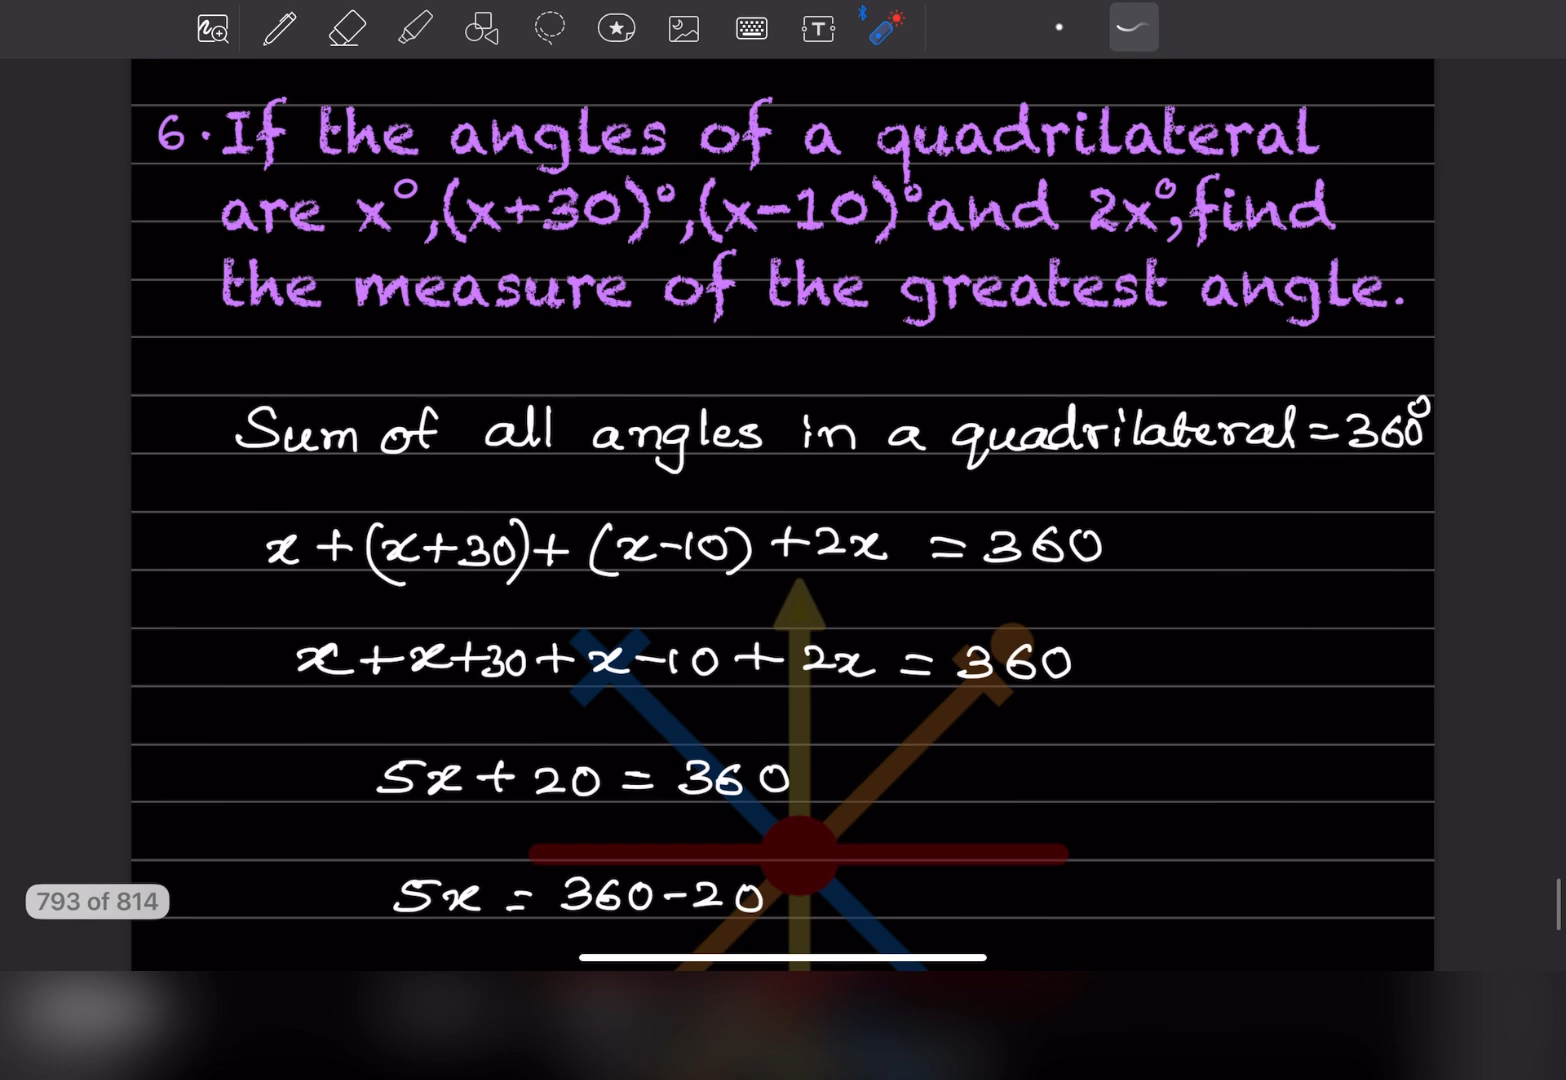 6. If the angles of a quadrilateral
are x°, (x+30)°, (x-10)° and 2x°, find
the measure of the greatest angle.
Sum of all angles in a quadrilateral = 360°
x + (x+30) + (x-10) + 2x = 360
x + x + 30 + x - 10 + 2x = 360
5x + 20 = 360
5x = 360 - 20
793 of 814